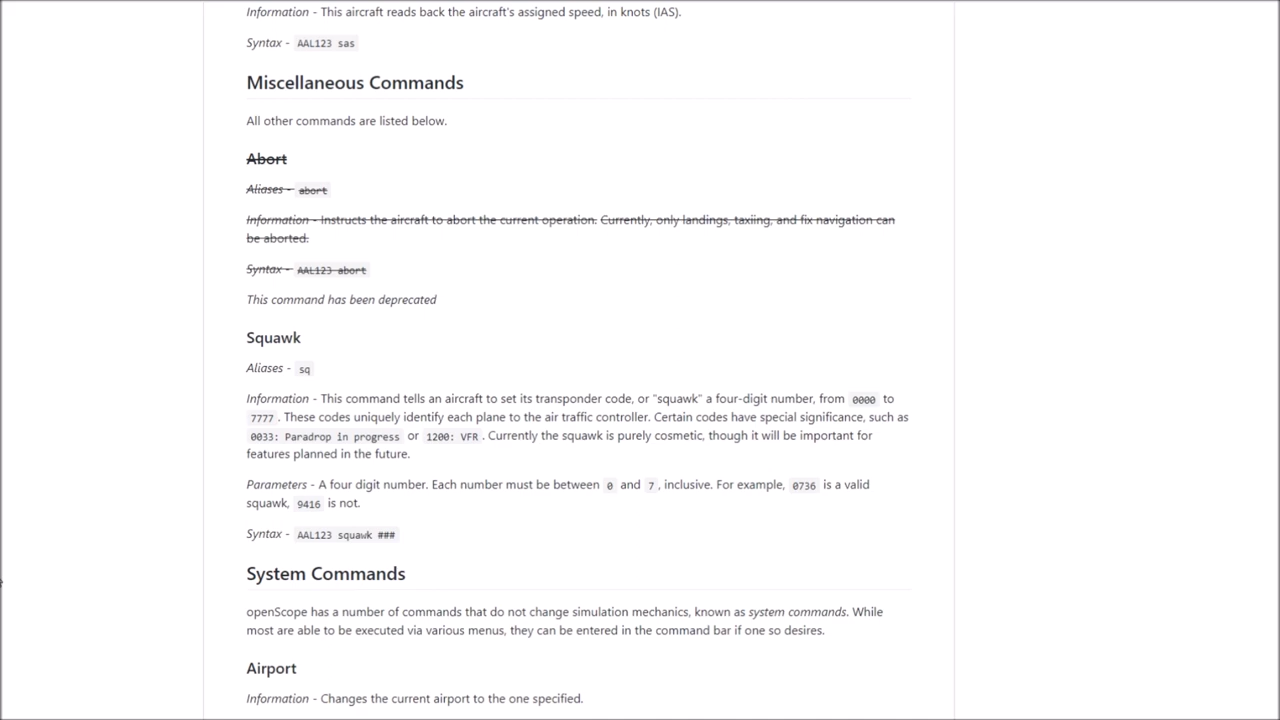 Information - This aircraft reads back the aircraft's assigned speed, in knots (IAS).
Syntax - AAL123 sas
Miscellaneous Commands
All other commands are listed below.
Abort
Aliases - abort
Information - Instructs the aircraft to abort the current operation. Currently, only landings, taxiing, and fix navigation can
be aborted.
Syntax - AAL123 abort
This command has been deprecated
Squawk
Aliases - sq
Information - This command tells an aircraft to set its transponder code, or "squawk" a four-digit number, from 0000 to
7777. These codes uniquely identify each plane to the air traffic controller. Certain codes have special significance, such as
0033: Paradrop in progress or 1200: VFR. Currently the squawk is purely cosmetic, though it will be important for
features planned in the future.
Parameters - A four digit number. Each number must be between 0 and 7, inclusive. For example, 0736 is a valid
squawk, 9416 is not.
Syntax - AAL123 squawk ###
System Commands
openScope has a number of commands that do not change simulation mechanics, known as system commands. While
most are able to be executed via various menus, they can be entered in the command bar if one so desires.
Airport
Information - Changes the current airport to the one specified.